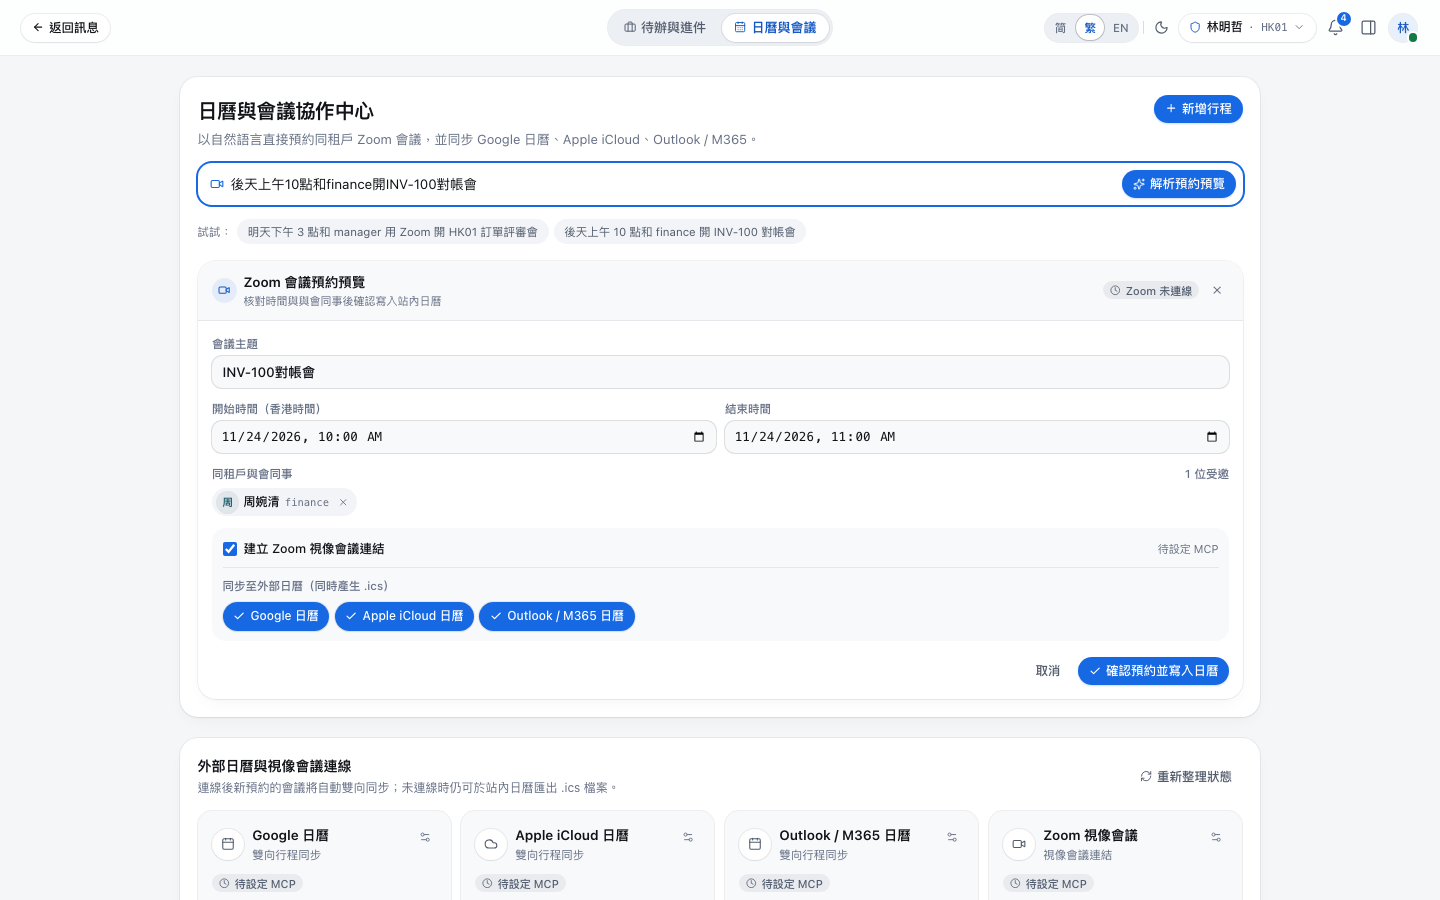 返回訊息
待辦與進件
日曆與會議
简
繁
EN
林明哲 · HK01
4
林
日曆與會議協作中心
新增行程
以自然語言直接預約同租戶 Zoom 會議，並同步 Google 日曆、Apple iCloud、Outlook / M365。
後天上午10點和finance開INV-100對帳會
解析預約預覽
試試：
明天下午 3 點和 manager 用 Zoom 開 HK01 訂單評審會
後天上午 10 點和 finance 開 INV-100 對帳會
Zoom 會議預約預覽
核對時間與與會同事後確認寫入站內日曆
Zoom 未連線
會議主題
INV-100對帳會
開始時間（香港時間）
結束時間
11/24/2026, 10:00 AM
11/24/2026, 11:00 AM
同租戶與會同事
1 位受邀
周 周婉清 finance
建立 Zoom 視像會議連結
待設定 MCP
同步至外部日曆（同時產生 .ics）
Google 日曆
Apple iCloud 日曆
Outlook / M365 日曆
取消
確認預約並寫入日曆
外部日曆與視像會議連線
連線後新預約的會議將自動雙向同步；未連線時仍可於站內日曆匯出 .ics 檔案。
重新整理狀態
Google 日曆
雙向行程同步
待設定 MCP
Apple iCloud 日曆
雙向行程同步
待設定 MCP
Outlook / M365 日曆
雙向行程同步
待設定 MCP
Zoom 視像會議
視像會議連結
待設定 MCP